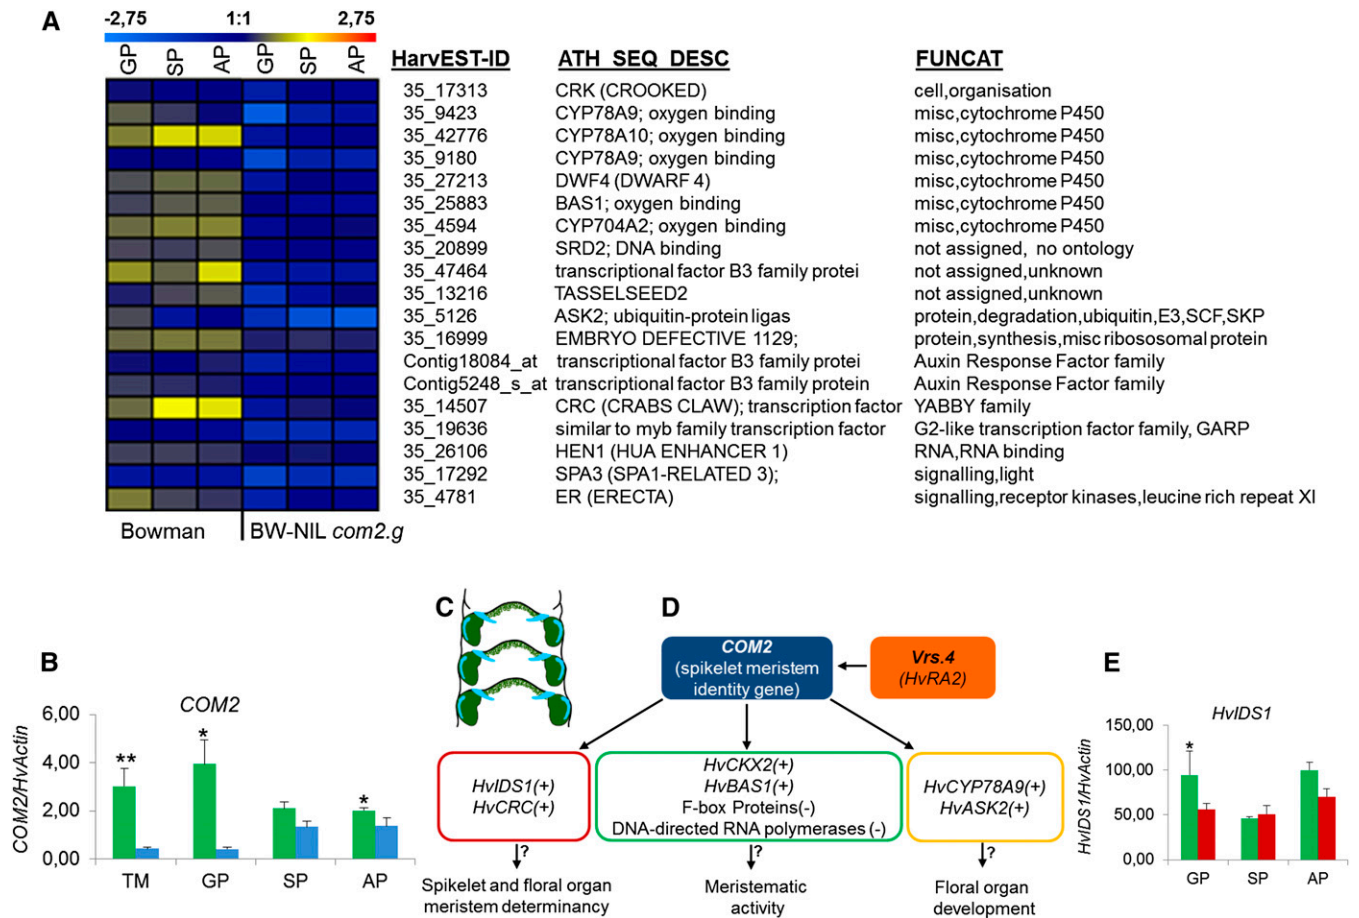 A
-2,75 1:1 2,75
GP SP AP GP SP AP
HarvEST-ID ATH_SEQ_DESC FUNCAT
35_17313 CRK (CROOKED) cell,organisation
35_9423 CYP78A9; oxygen binding misc,cytochrome P450
35_42776 CYP78A10; oxygen binding misc,cytochrome P450
35_9180 CYP78A9; oxygen binding misc,cytochrome P450
35_27213 DWF4 (DWARF 4) misc,cytochrome P450
35_25883 BAS1; oxygen binding misc,cytochrome P450
35_4594 CYP704A2; oxygen binding misc,cytochrome P450
35_20899 SRD2; DNA binding not assigned, no ontology
35_47464 transcriptional factor B3 family protei not assigned,unknown
35_13216 TASSELSEED2 not assigned,unknown
35_5126 ASK2; ubiquitin-protein ligas protein,degradation,ubiquitin,E3,SCF,SKP
35_16999 EMBRYO DEFECTIVE 1129; protein,synthesis,misc ribososomal protein
Contig18084_at transcriptional factor B3 family protei Auxin Response Factor family
Contig5248_s_at transcriptional factor B3 family protein Auxin Response Factor family
35_14507 CRC (CRABS CLAW); transcription factor YABBY family
35_19636 similar to myb family transcription factor G2-like transcription factor family, GARP
35_26106 HEN1 (HUA ENHANCER 1) RNA,RNA binding
35_17292 SPA3 (SPA1-RELATED 3); signalling,light
35_4781 ER (ERECTA) signalling,receptor kinases,leucine rich repeat XI
Bowman BW-NIL com2.g
B
COM2
COM2/HvActin
6,00
4,00
2,00
0,00
** * *
TM GP SP AP
C
D
COM2
(spikelet meristem
identity gene)
Vrs.4
(HvRA2)
HvIDS1(+)
HvCRC(+)
HvCKX2(+)
HvBAS1(+)
F-box Proteins(-)
DNA-directed RNA polymerases (-)
HvCYP78A9(+)
HvASK2(+)
? ? ?
Spikelet and floral organ
meristem determinancy
Meristematic
activity
Floral organ
development
E
HvIDS1
HvIDS1/HvActin
150,00
100,00
50,00
0,00
*
GP SP AP